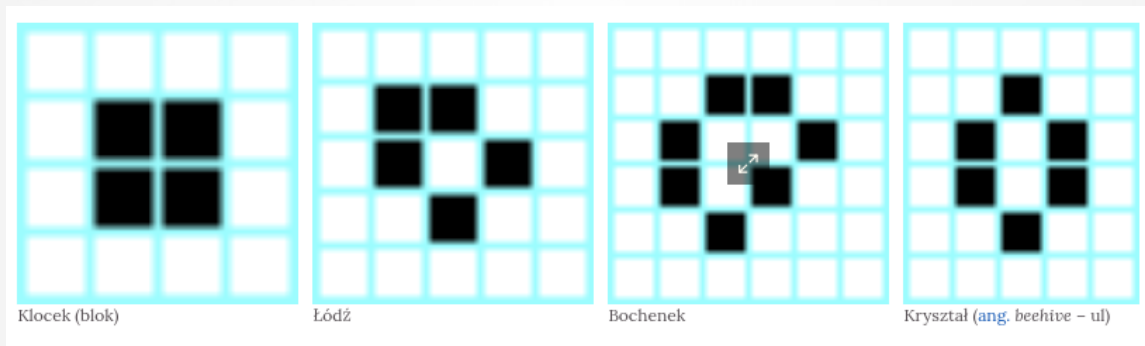 Klocek (blok)
Łódź
Bochenek
Kryształ (ang. beehive – ul)